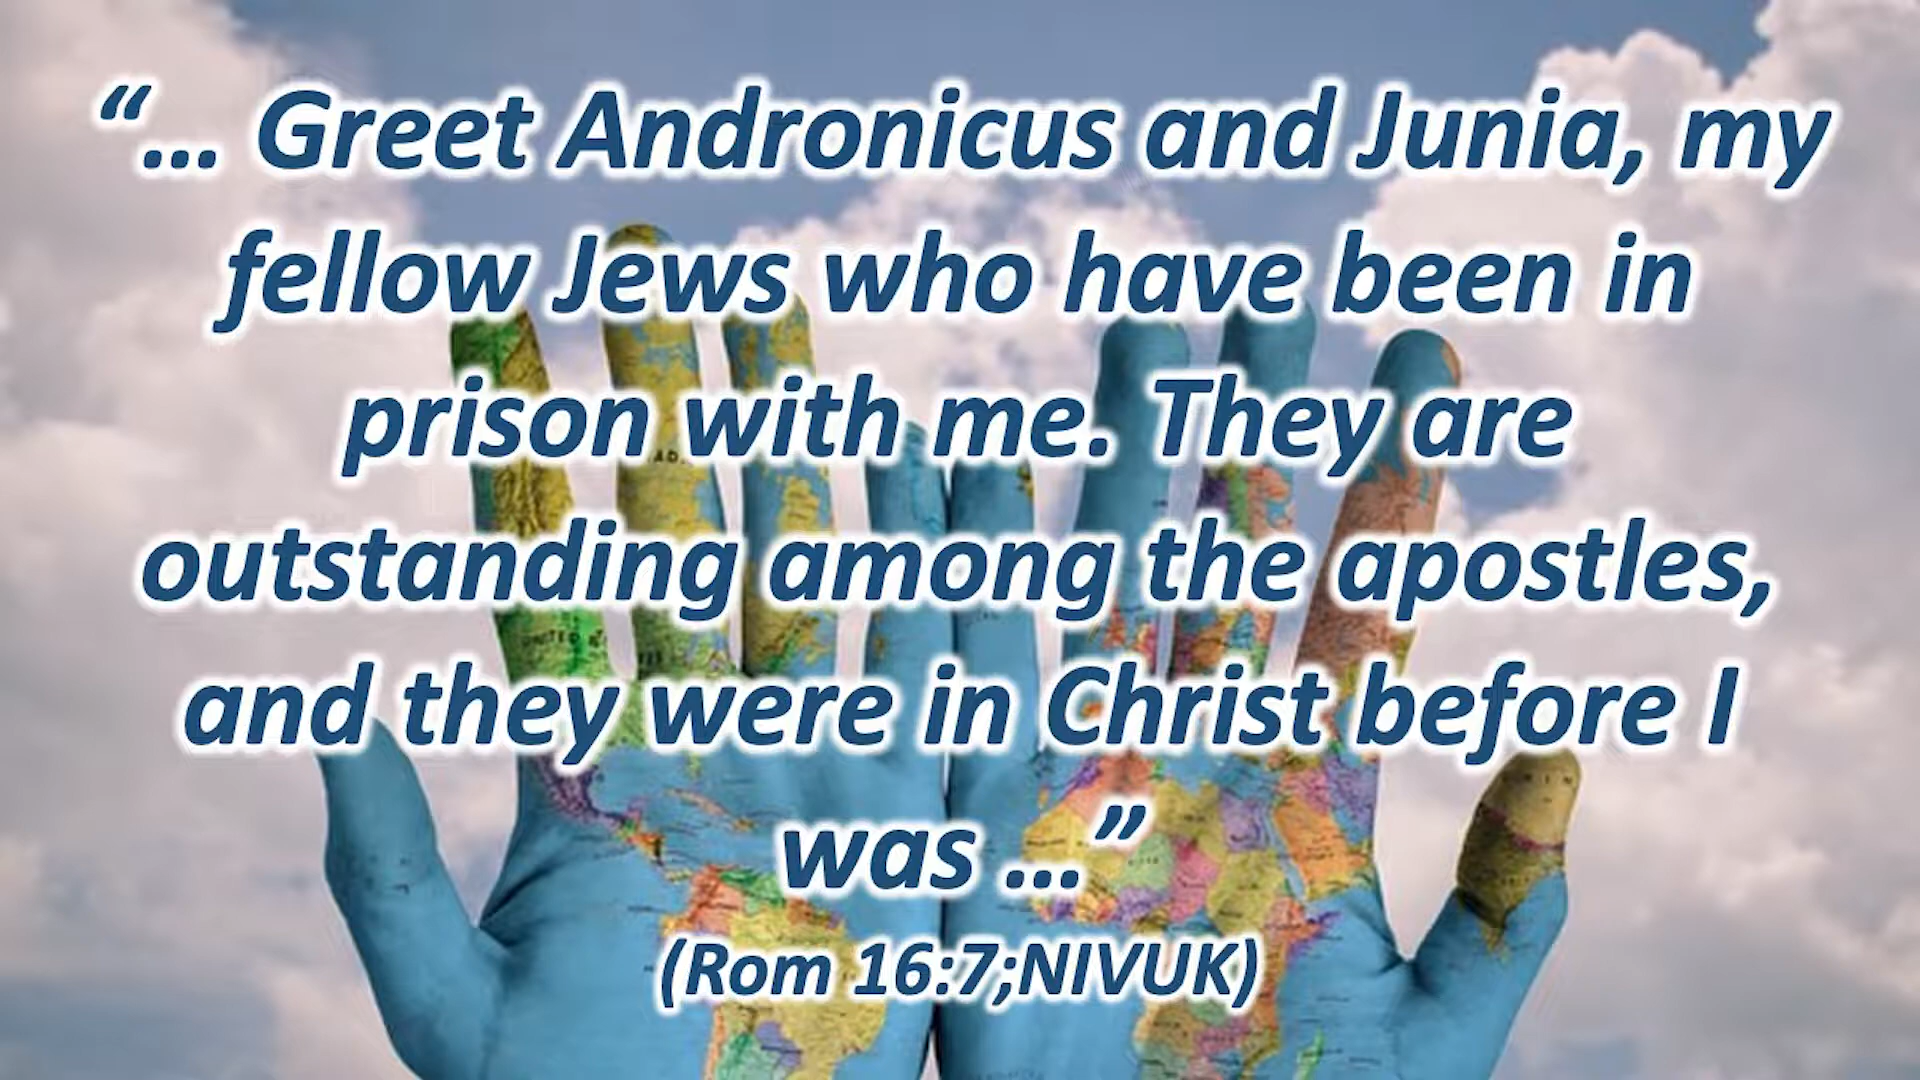 “… Greet Andronicus and Junia, my
fellow Jews who have been in
prison with me. They are
outstanding among the apostles,
and they were in Christ before I
was …”
(Rom 16:7;NIVUK)